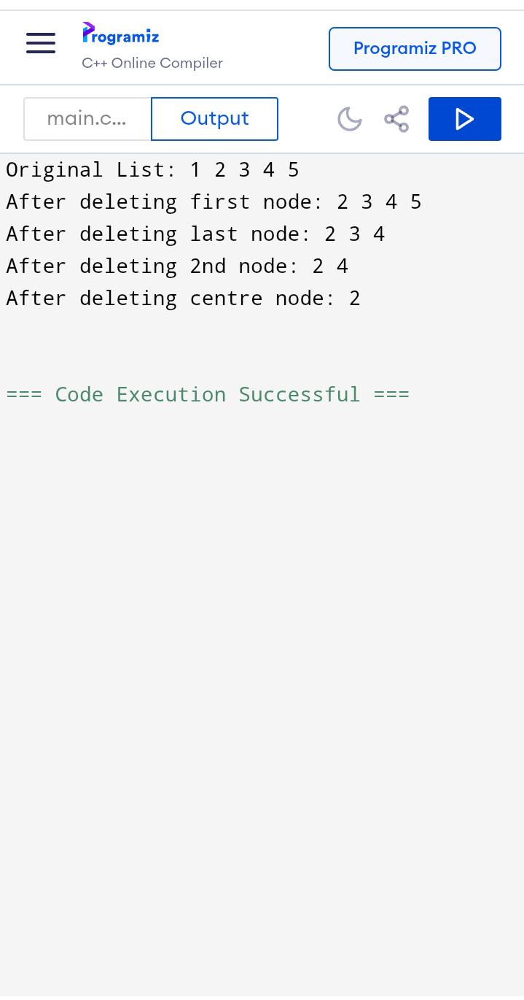 Programiz
C++ Online Compiler
Programiz PRO
main.c...
Output
Original List: 1 2 3 4 5
After deleting first node: 2 3 4 5
After deleting last node: 2 3 4
After deleting 2nd node: 2 4
After deleting centre node: 2
=== Code Execution Successful ===